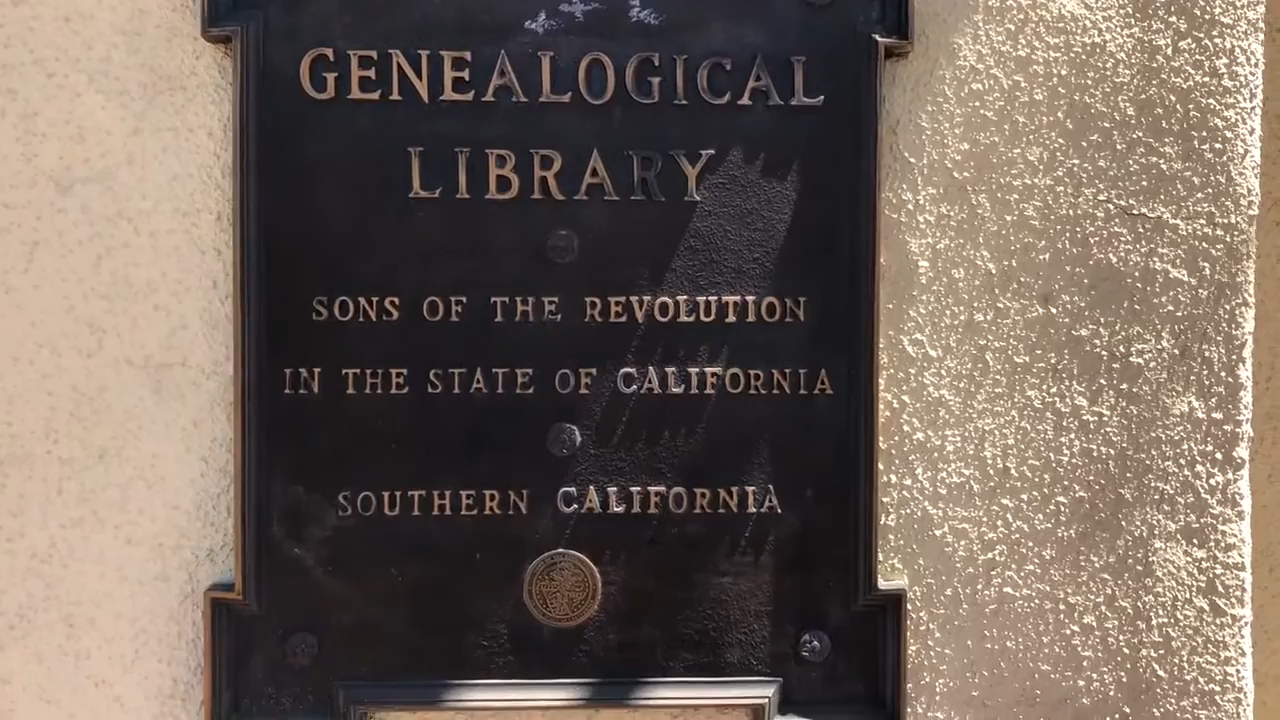 GENEALOGICAL
LIBRARY
SONS OF THE REVOLUTION
IN THE STATE OF CALIFORNIA
SOUTHERN CALIFORNIA